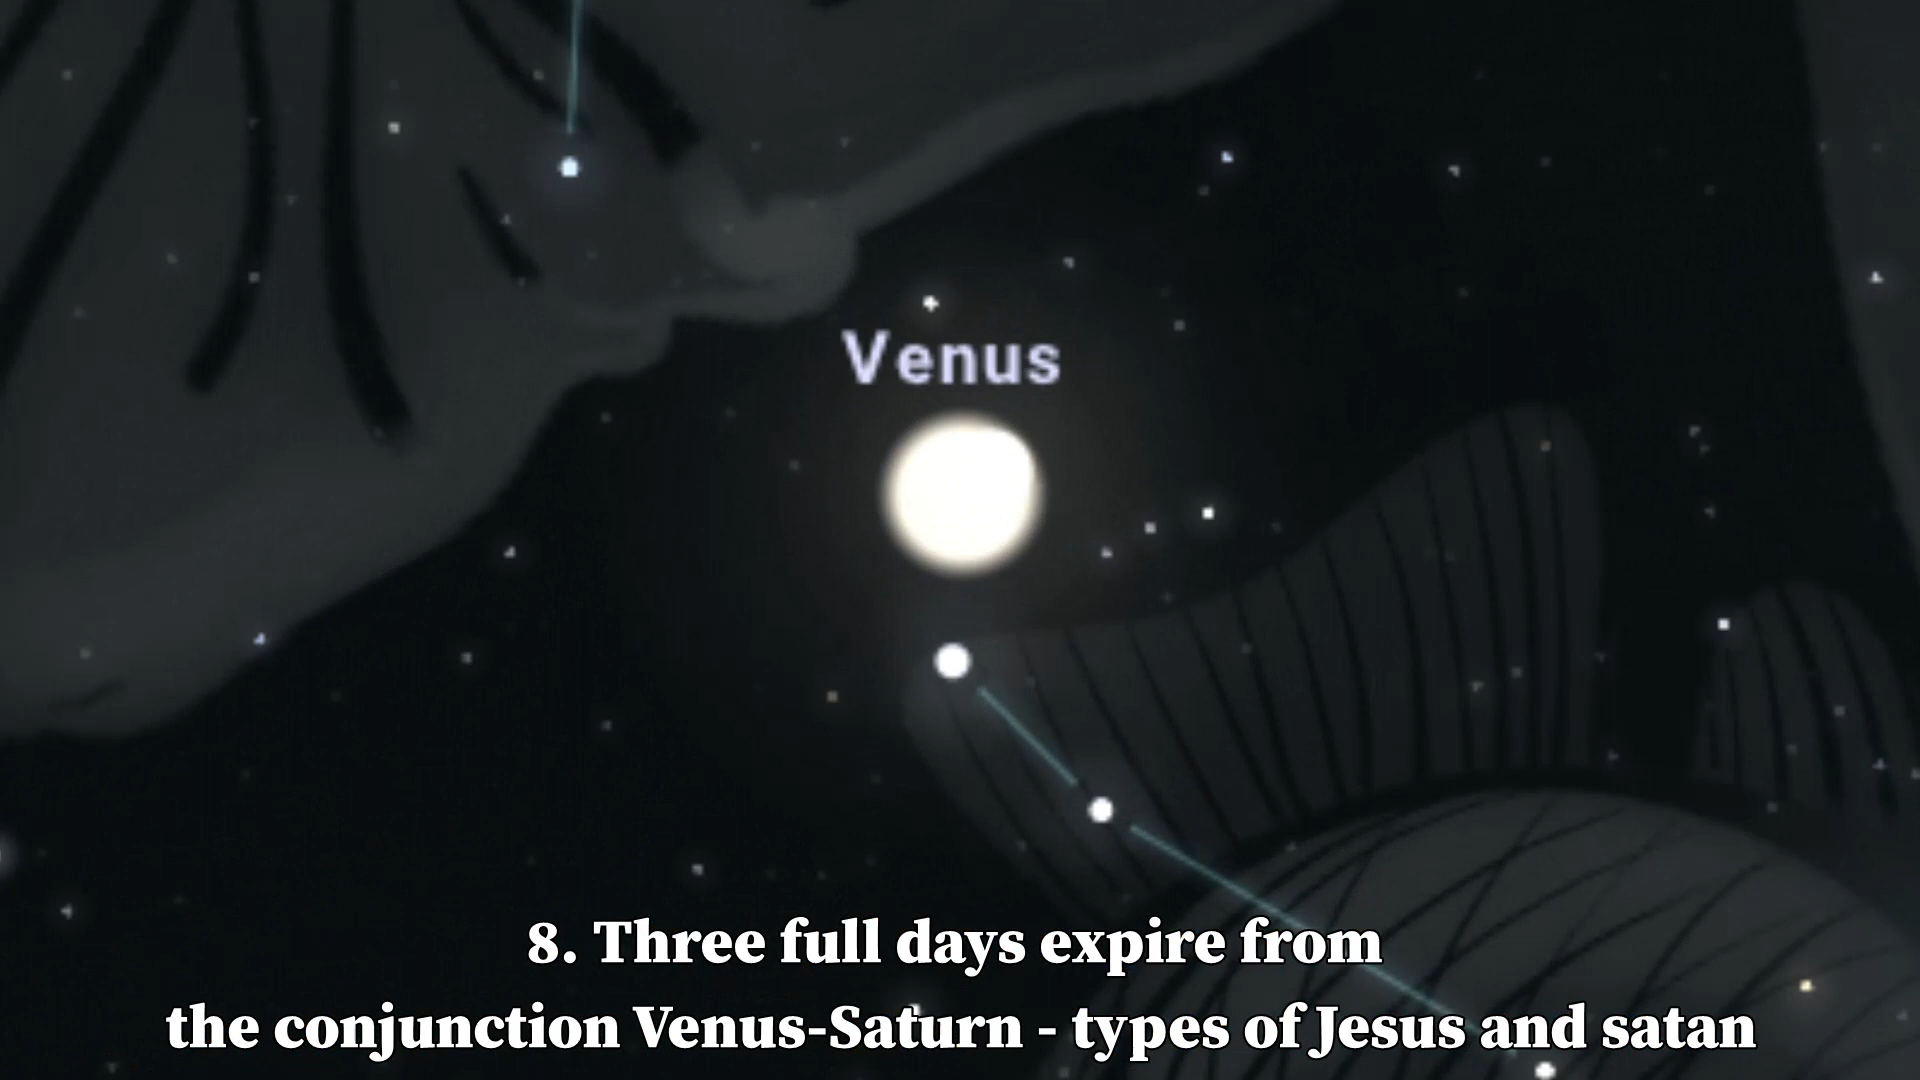 Venus
8. Three full days expire from
the conjunction Venus-Saturn - types of Jesus and satan